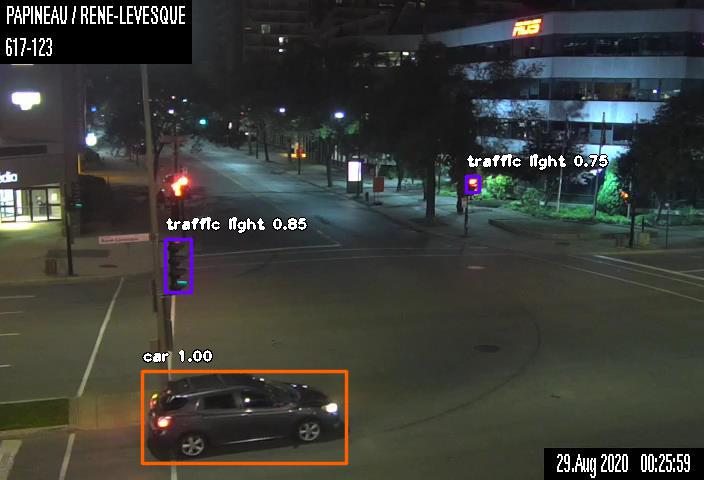 PAPINEAU / RENE-LEVESQUE
617-123
traffic light 0.75
traffic light 0.85
car 1.00
29.Aug 2020 00:25:59